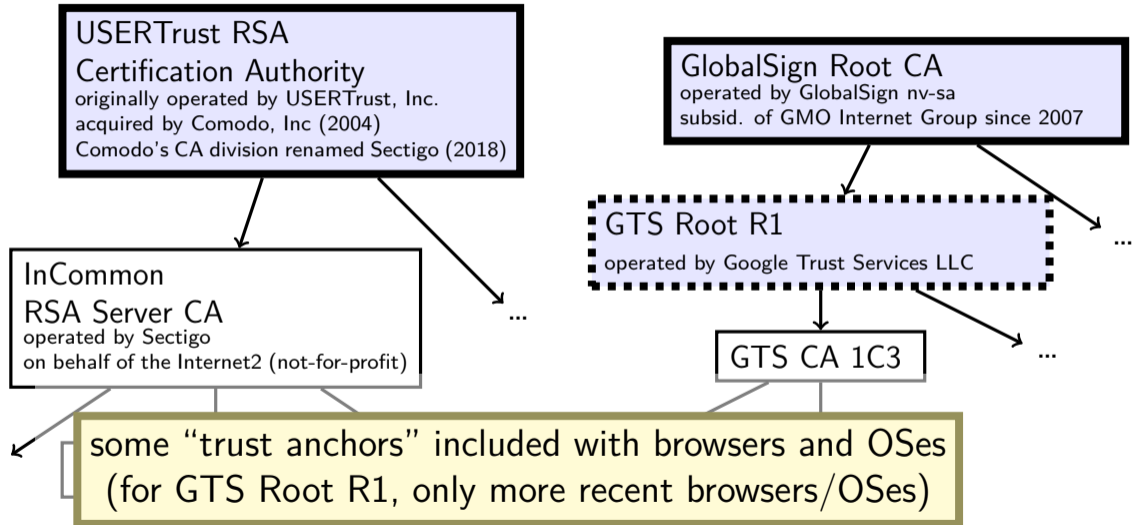 USERTrust RSA
Certification Authority
originally operated by USERTrust, Inc.
acquired by Comodo, Inc (2004)
Comodo's CA division renamed Sectigo (2018)
GlobalSign Root CA
operated by GlobalSign nv-sa
subsid. of GMO Internet Group since 2007
GTS Root R1
operated by Google Trust Services LLC
...
InCommon
RSA Server CA
operated by Sectigo
on behalf of the Internet2 (not-for-profit)
...
GTS CA 1C3
...
some “trust anchors” included with browsers and OSes
(for GTS Root R1, only more recent browsers/OSes)